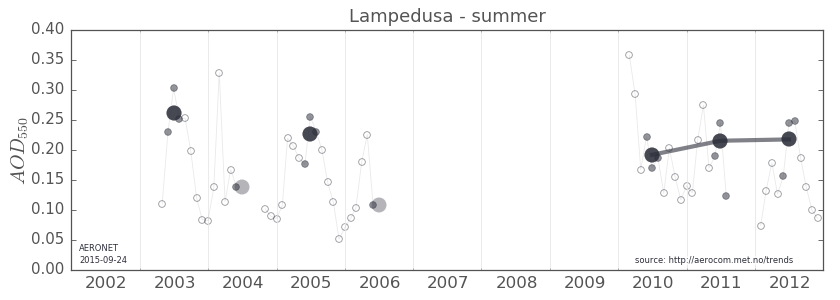 Lampedusa - summer
0.40
0.35
0.30
0.25
0.20
0.15
0.10
0.05
0.00
AOD550
AERONET
2015-09-24
source: http://aerocom.met.no/trends
2002 2003 2004 2005 2006 2007 2008 2009 2010 2011 2012